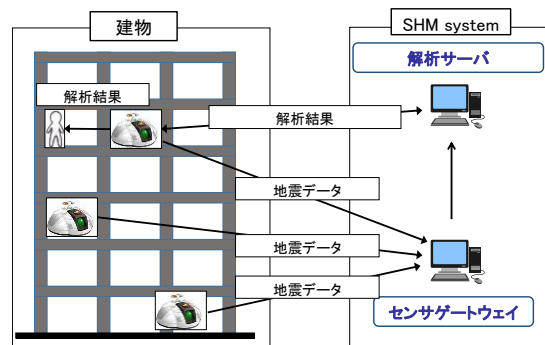 建物
SHM system
解析サーバ
解析結果
解析結果
地震データ
地震データ
地震データ
センサゲートウェイ